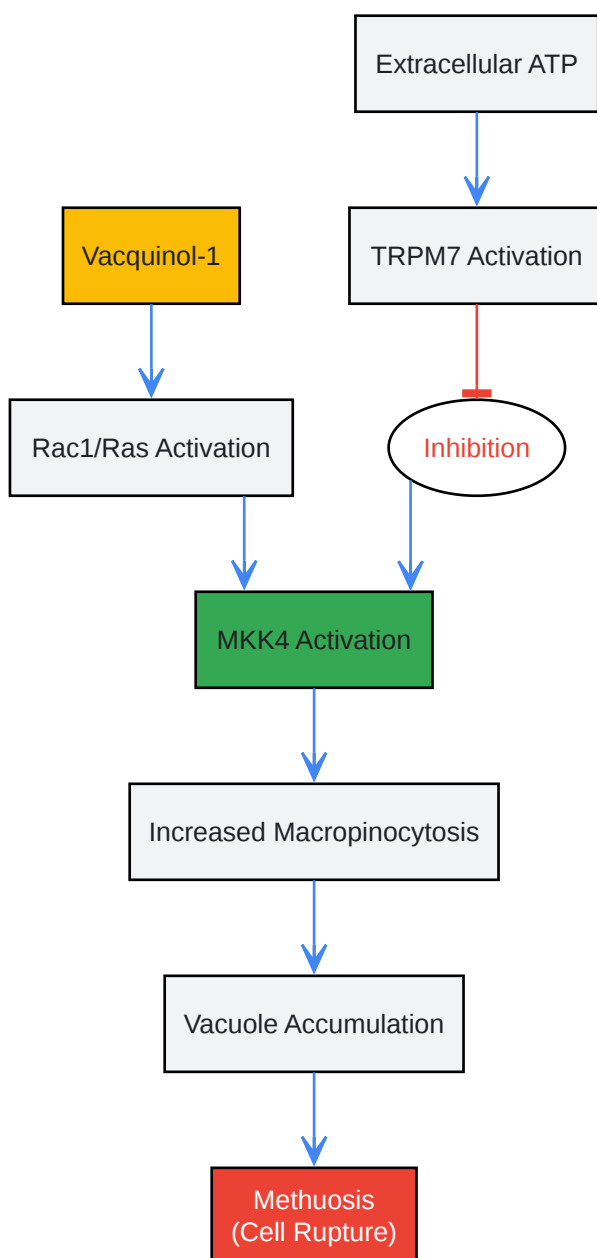 Extracellular ATP
Vacquinol-1
TRPM7 Activation
Rac1/Ras Activation
Inhibition
MKK4 Activation
Increased Macropinocytosis
Vacuole Accumulation
Methuosis
(Cell Rupture)